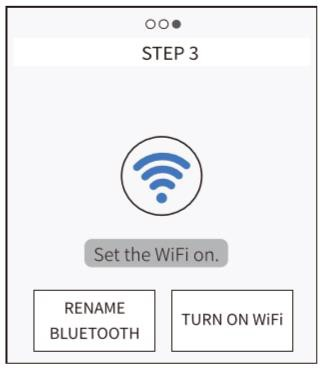 STEP 3
Set the WiFi on.
RENAME
BLUETOOTH
TURN ON WiFi